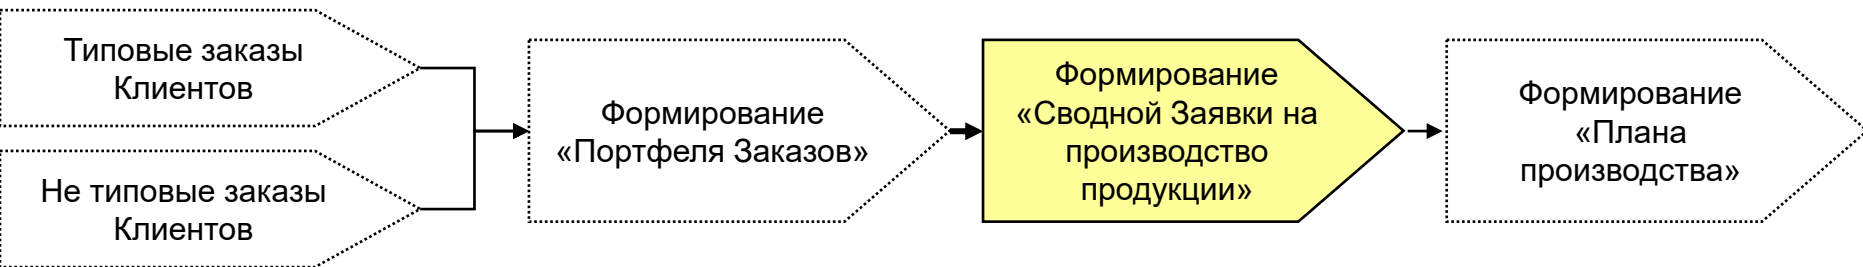 Типовые заказы
Клиентов
Не типовые заказы
Клиентов
Формирование
«Портфеля Заказов»
Формирование
«Сводной Заявки на
производство
продукции»
Формирование
«Плана
производства»